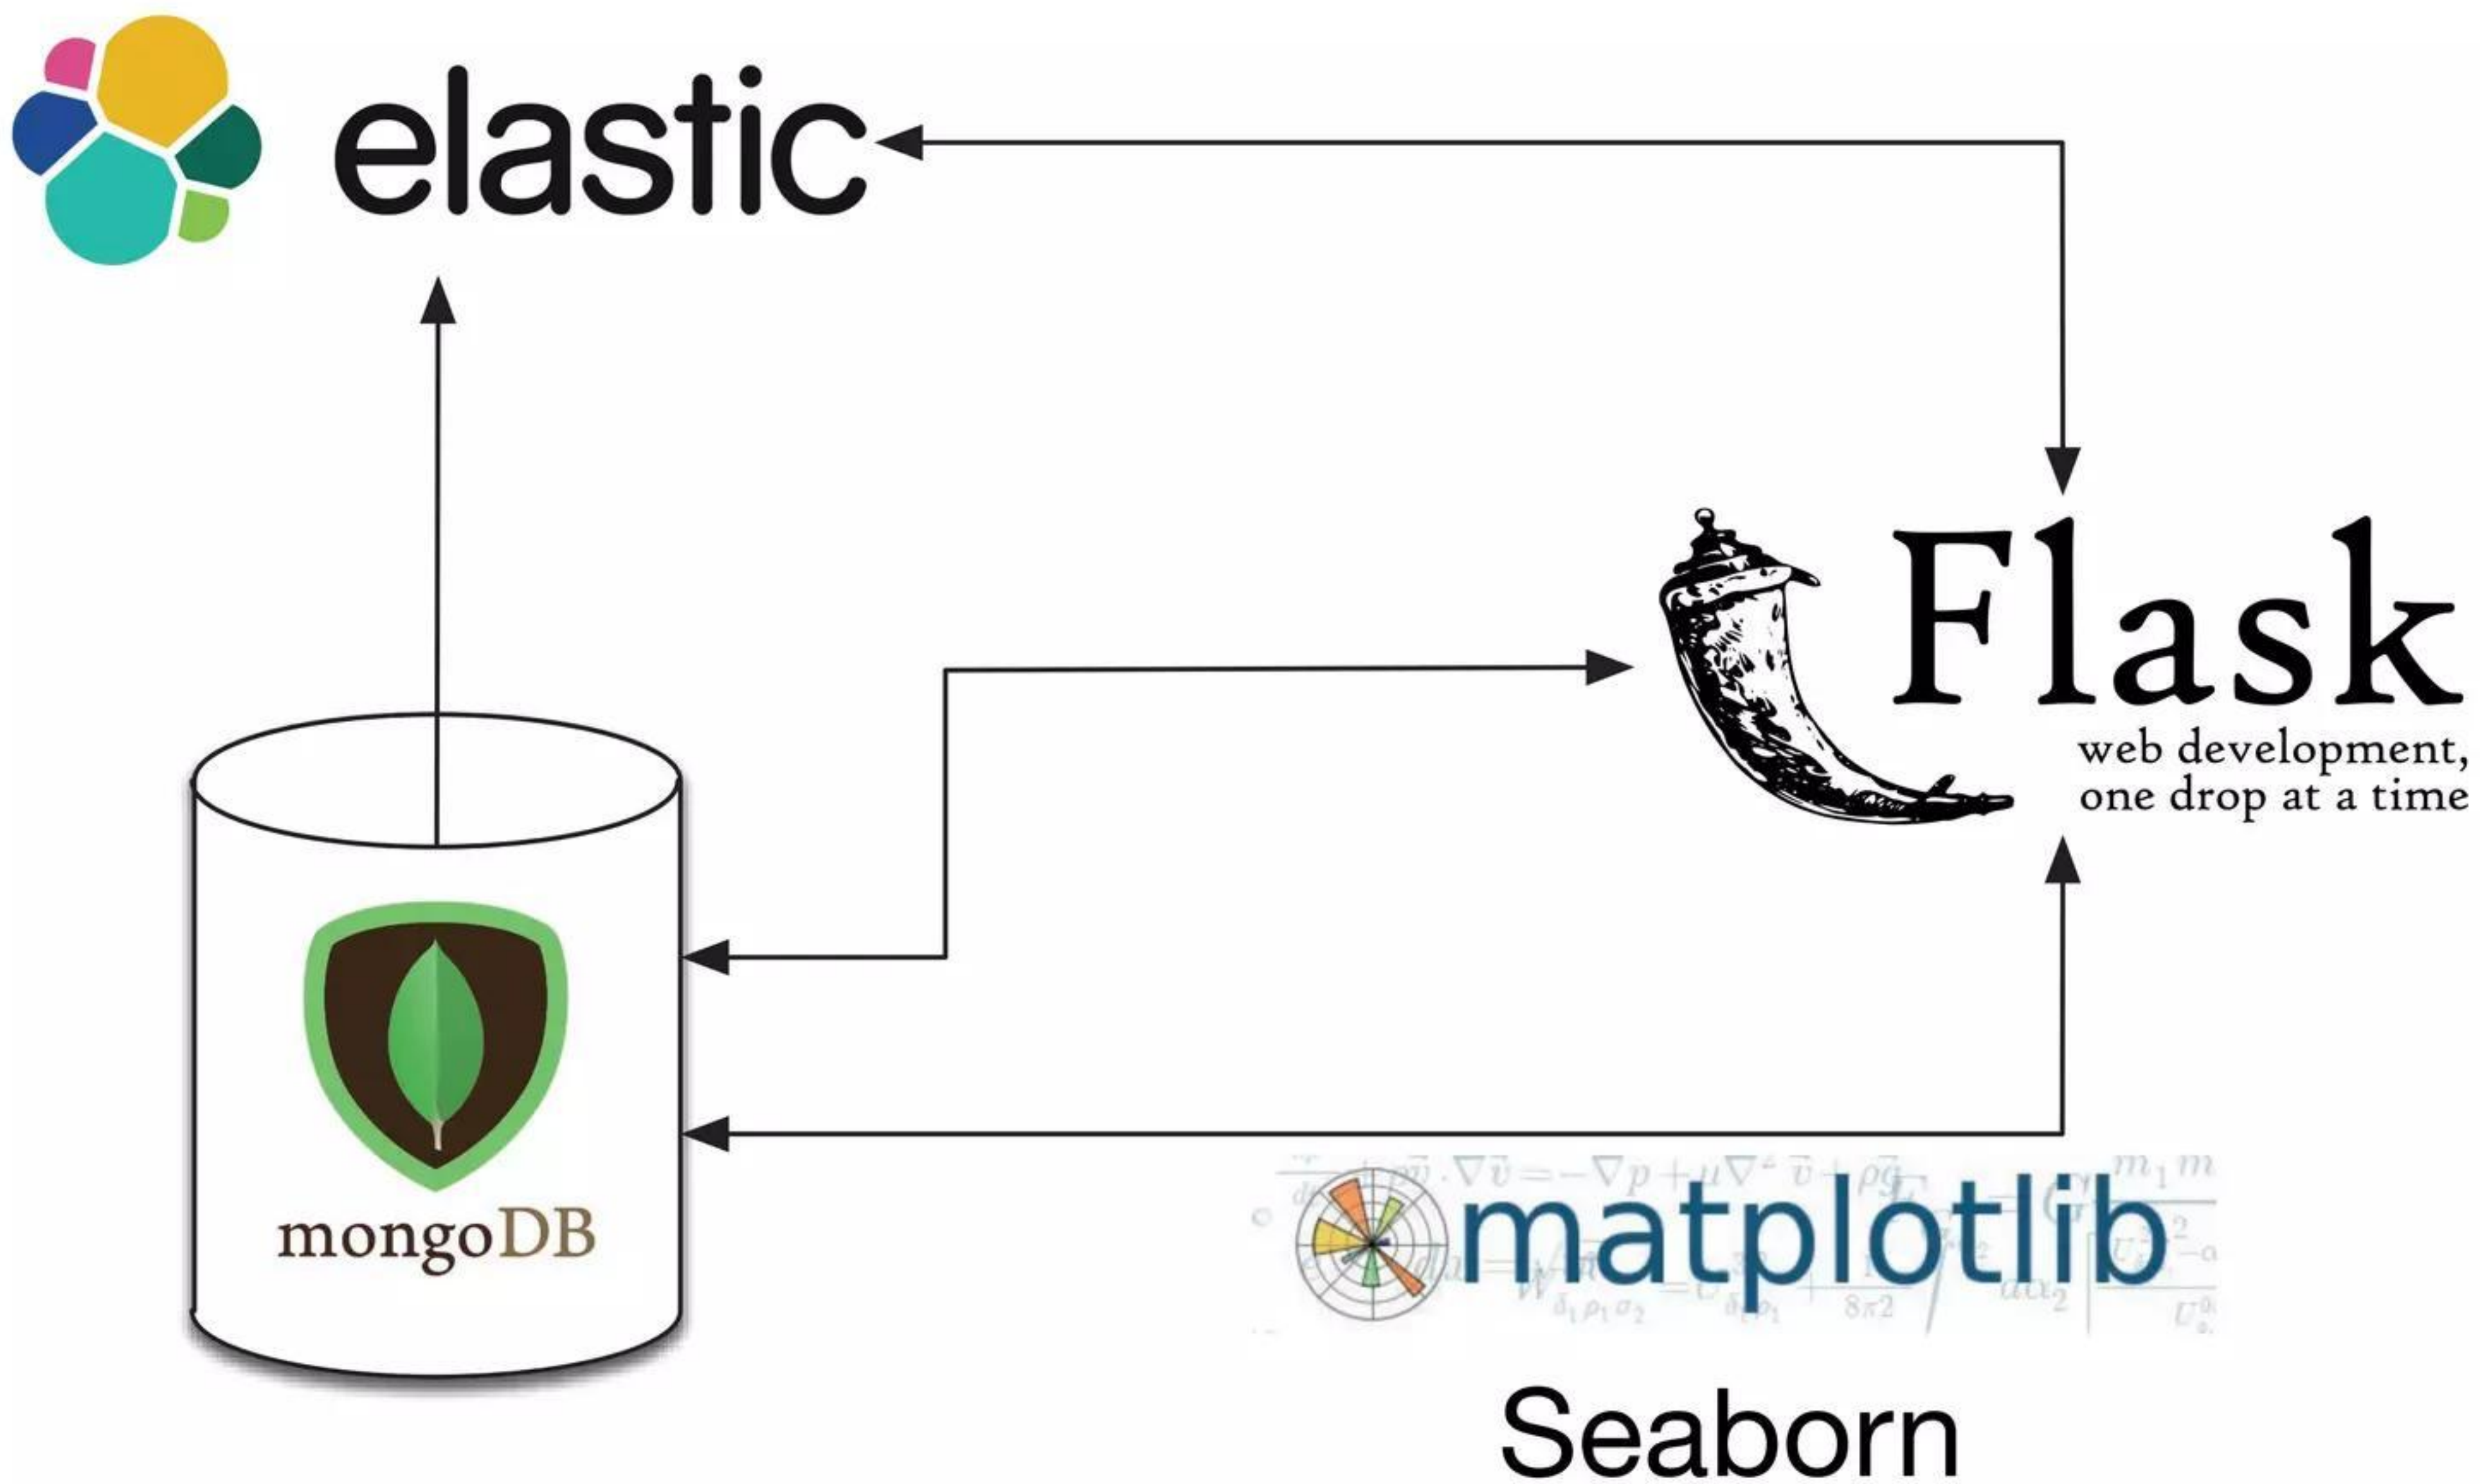 elastic
Flask
web development,
one drop at a time
mongoDB
matplotlib
Seaborn